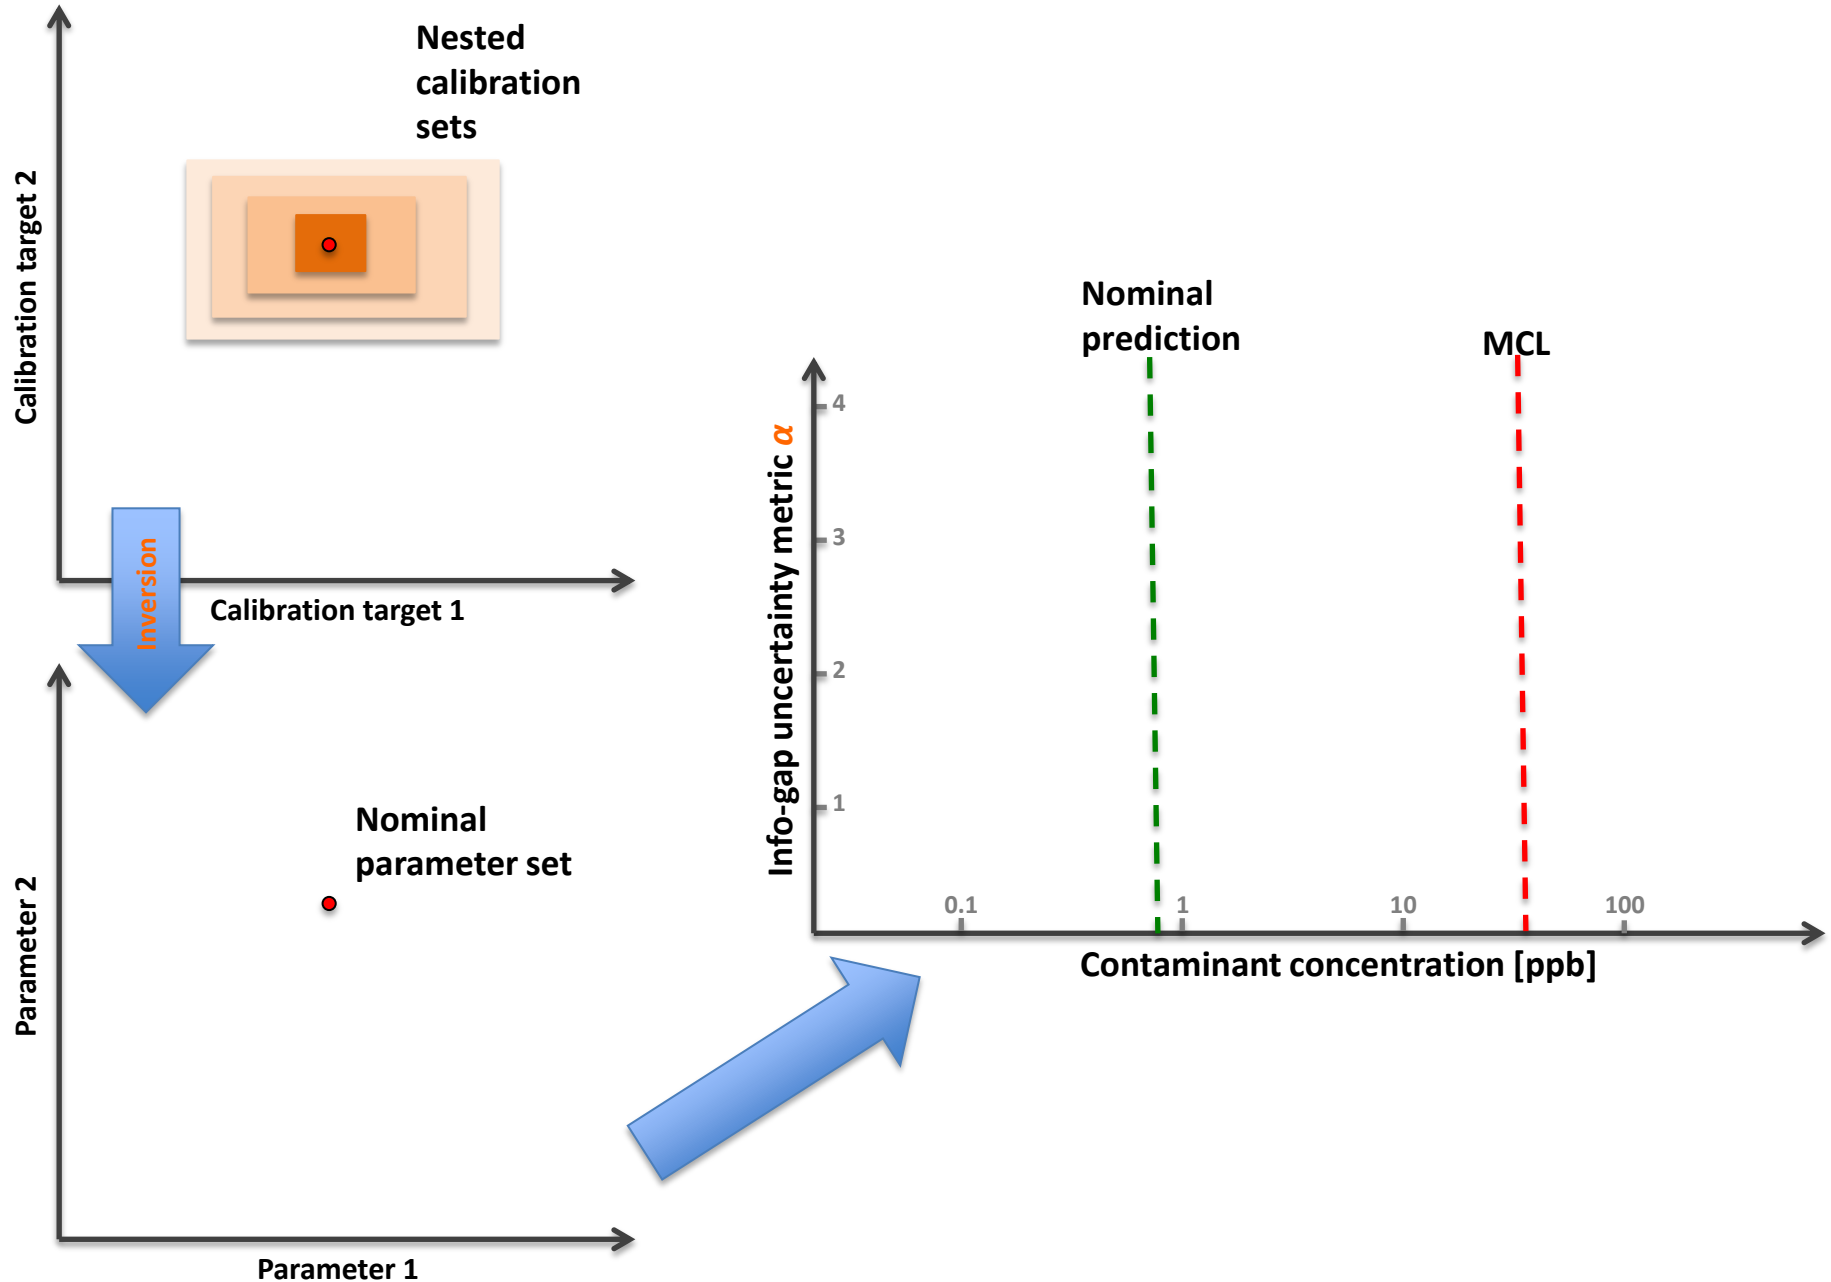 Nested
calibration
sets
Calibration target 2
Calibration target 1
Inversion
Nominal
parameter set
Parameter 2
Parameter 1
Nominal
prediction
MCL
Info-gap uncertainty metric α
4
3
2
1
0.1
1
10
100
Contaminant concentration [ppb]